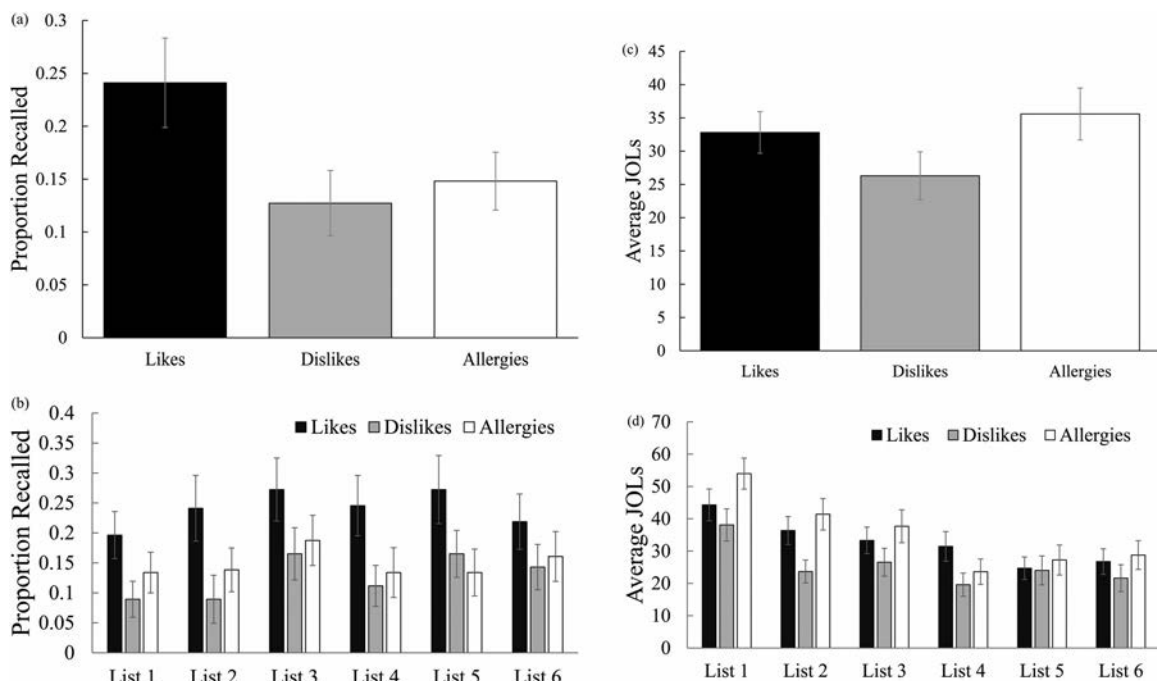 (a)
Proportion Recalled
0.3
0.25
0.2
0.15
0.1
0.05
0
Likes Dislikes Allergies
(c)
Average JOLs
45
40
35
30
25
20
15
10
5
0
Likes Dislikes Allergies
(b)
Proportion Recalled
0.4
0.35
0.3
0.25
0.2
0.15
0.1
0.05
0
Likes Dislikes Allergies
List 1 List 2 List 3 List 4 List 5 List 6
(d)
Average JOLs
70
60
50
40
30
20
10
0
Likes Dislikes Allergies
List 1 List 2 List 3 List 4 List 5 List 6